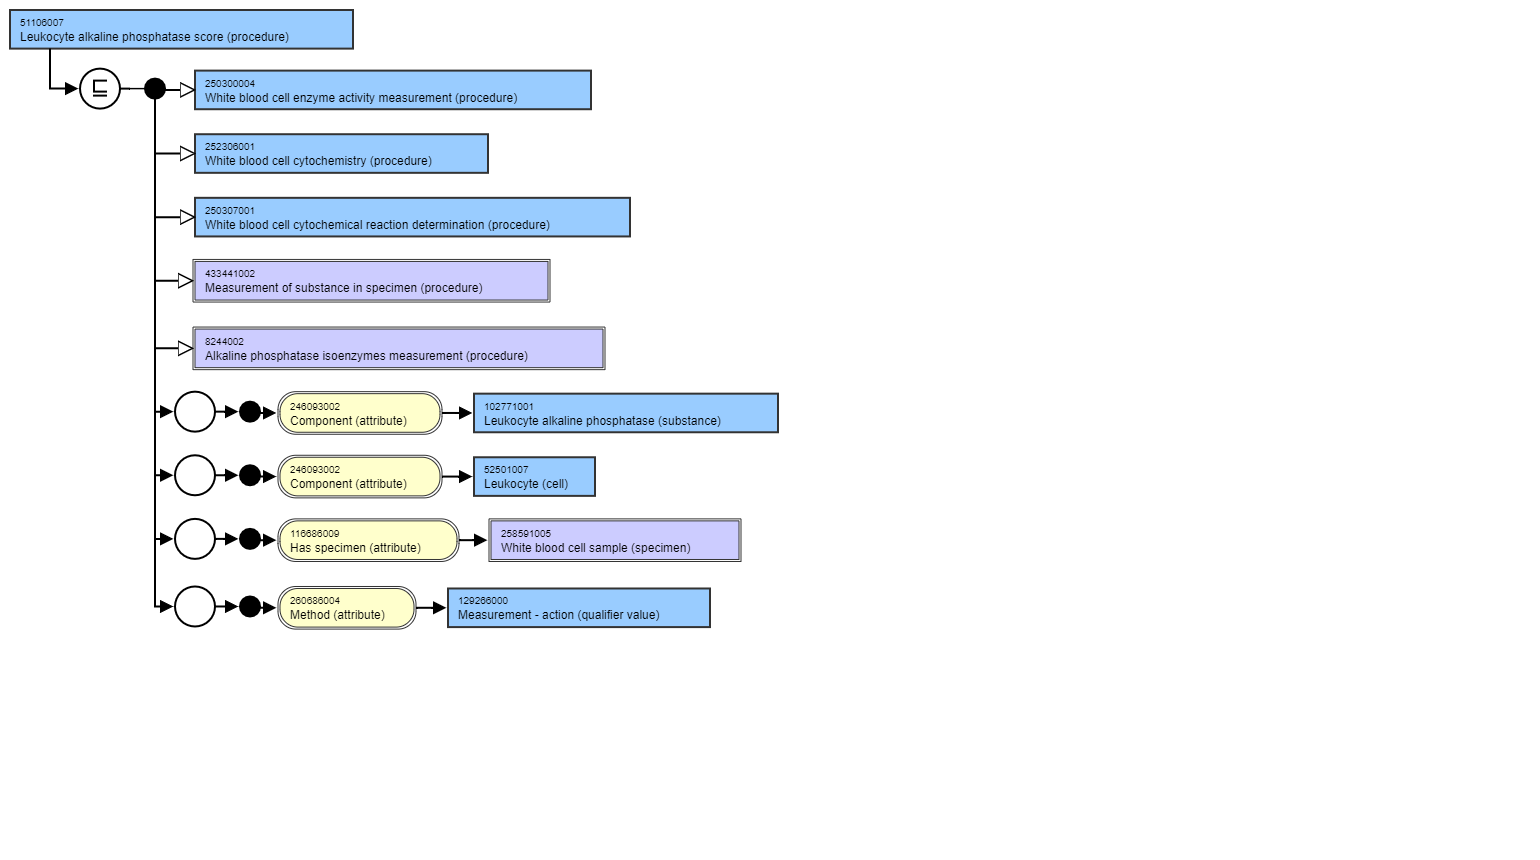 51106007
Leukocyte alkaline phosphatase score (procedure)
⊑
250300004
White blood cell enzyme activity measurement (procedure)
252306001
White blood cell cytochemistry (procedure)
250307001
White blood cell cytochemical reaction determination (procedure)
433441002
Measurement of substance in specimen (procedure)
8244002
Alkaline phosphatase isoenzymes measurement (procedure)
246093002
Component (attribute)
102771001
Leukocyte alkaline phosphatase (substance)
246093002
Component (attribute)
52501007
Leukocyte (cell)
116686009
Has specimen (attribute)
258591005
White blood cell sample (specimen)
260686004
Method (attribute)
129266000
Measurement - action (qualifier value)